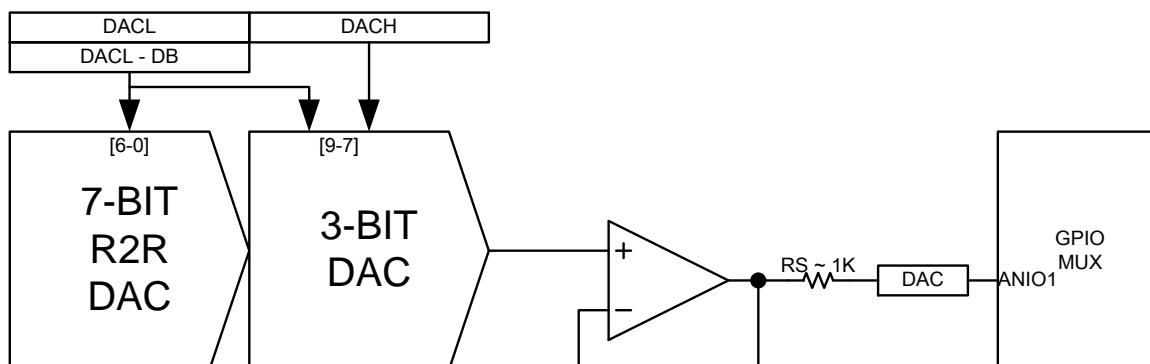 DACL
DACH
DACL - DB
[6-0]
[9-7]
7-BIT
R2R
DAC
3-BIT
DAC
+
−
RS ~ 1K
DAC
ANIO1
GPIO
MUX